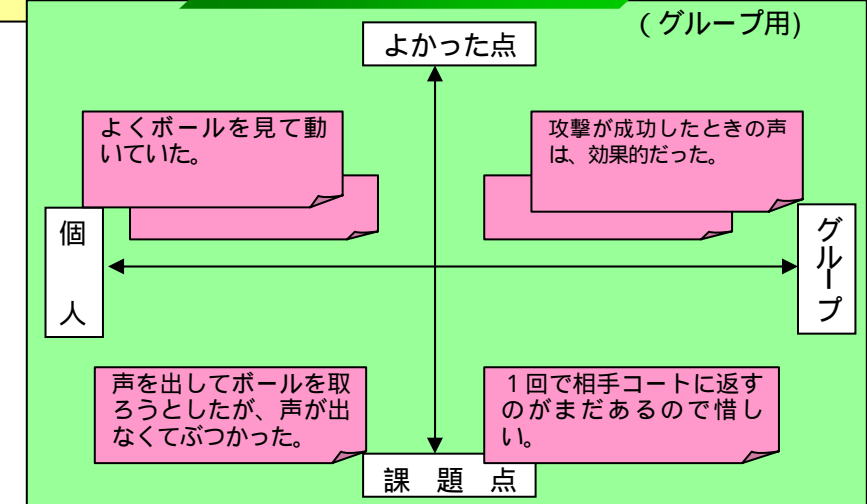 (グループ用)
よかった点
よくボールを見て動
いていた。
攻撃が成功したときの声
は、効果的だった。
個人
グループ
声を出してボールを取
ろうとしたが、声が出
なくてぶつかった。
１回で相手コートに返す
のがまだあるので惜し
い。
課題点